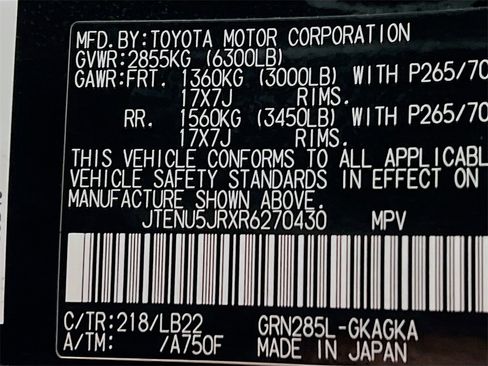 MFD. BY: TOYOTA MOTOR CORPORATION
GVWR: 2855KG (6300LB)
GAWR: FRT. 1360KG (3000LB) WITH P265/70
17X7J RIMS.
RR. 1560KG (3450LB) WITH P265/70
17X7J RIMS.
THIS VEHICLE CONFORMS TO ALL APPLICABL
VEHICLE SAFETY STANDARDS IN EFFECT ON
MANUFACTURE SHOWN ABOVE.
JTENU5JRXR6270430 MPV
C/TR: 218/LB22 GRN285L-GKAGKA
A/TM: /A750F MADE IN JAPAN